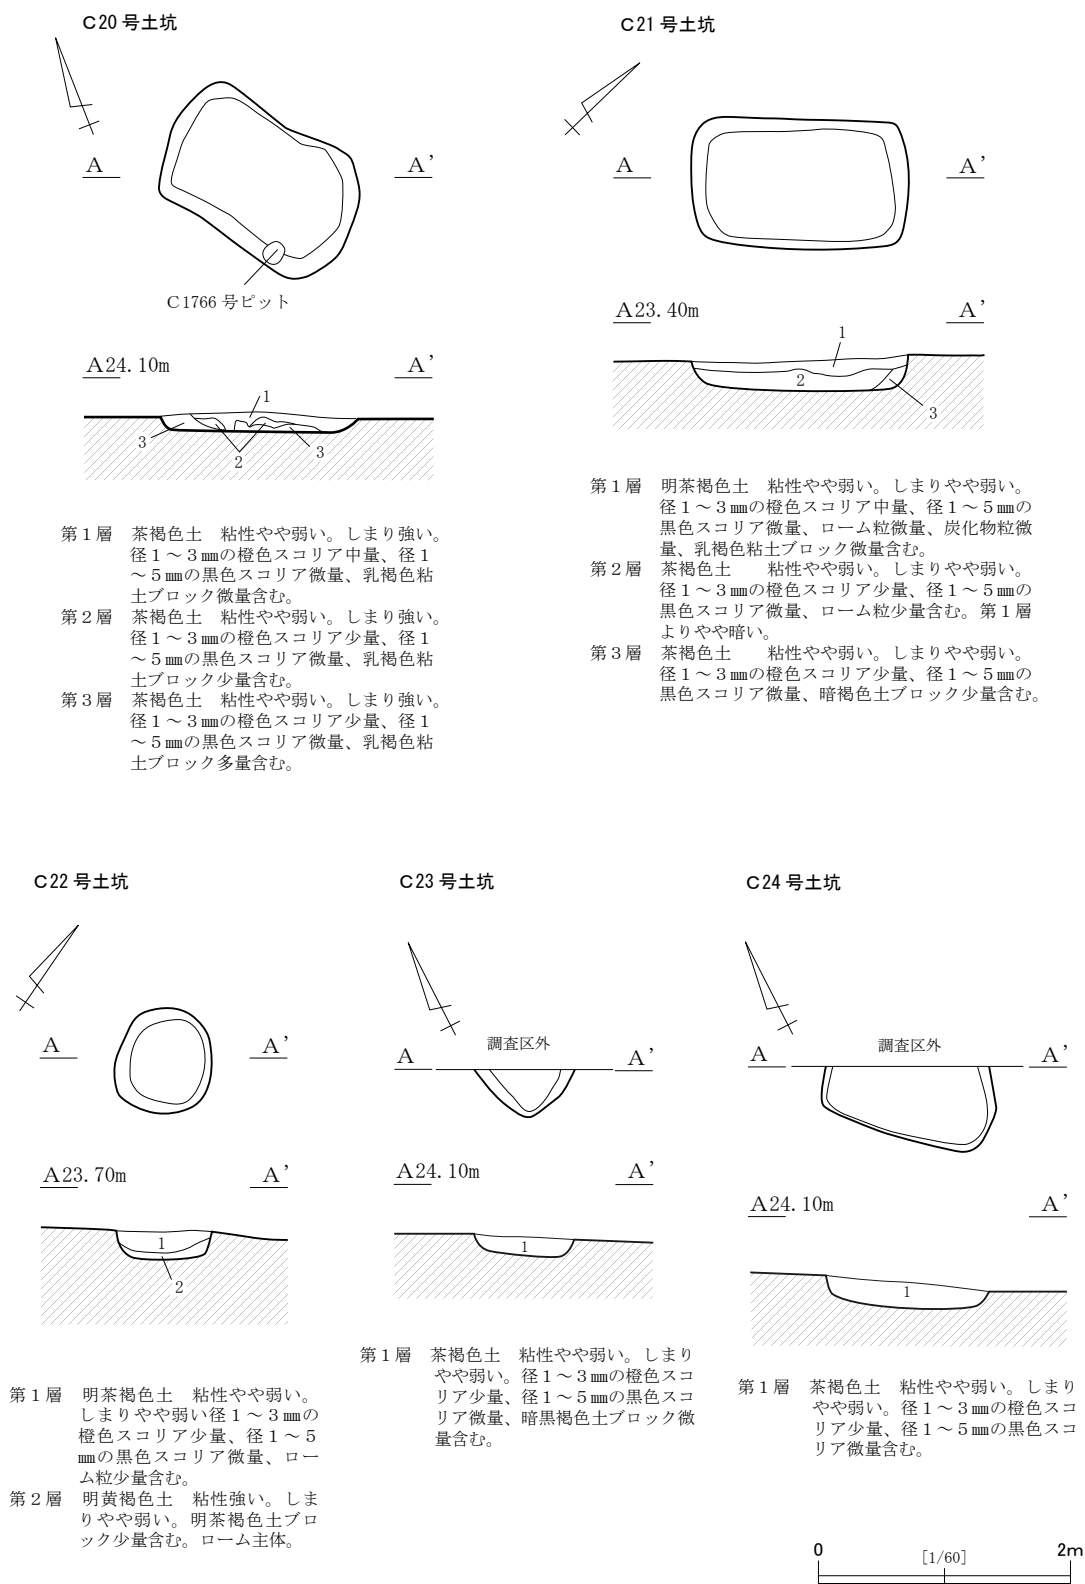 C20 号土坑
A
A'
C1766 号ピット
A24.10m
A'
1
3
2
3
第１層　茶褐色土　粘性やや弱い。しまり強い。
径１～３㎜の橙色スコリア中量、径１
～５㎜の黒色スコリア微量、乳褐色粘
土ブロック微量含む。
第２層　茶褐色土　粘性やや弱い。しまり強い。
径１～３㎜の橙色スコリア少量、径１
～５㎜の黒色スコリア微量、乳褐色粘
土ブロック少量含む。
第３層　茶褐色土　粘性やや弱い。しまり強い。
径１～３㎜の橙色スコリア少量、径１
～５㎜の黒色スコリア微量、乳褐色粘
土ブロック多量含む。
C21 号土坑
A
A'
A23.40m
A'
1
2
3
第１層　明茶褐色土　粘性やや弱い。しまりやや弱い。
径１～３㎜の橙色スコリア中量、径１～５㎜の
黒色スコリア微量、ローム粒微量、炭化物粒微
量、乳褐色粘土ブロック微量含む。
第２層　茶褐色土　　粘性やや弱い。しまりやや弱い。
径１～３㎜の橙色スコリア少量、径１～５㎜の
黒色スコリア微量、ローム粒少量含む。第１層
よりやや暗い。
第３層　茶褐色土　　粘性やや弱い。しまりやや弱い。
径１～３㎜の橙色スコリア少量、径１～５㎜の
黒色スコリア微量、暗褐色土ブロック少量含む。
C22 号土坑
A
A'
A23.70m
A'
1
2
第１層　明茶褐色土　粘性やや弱い。
しまりやや弱い径１～３㎜の
橙色スコリア少量、径１～５
㎜の黒色スコリア微量、ロー
ム粒少量含む。
第２層　明黄褐色土　粘性強い。しま
りやや弱い。明茶褐色土ブロ
ック少量含む。ローム主体。
C23 号土坑
調査区外
A
A'
A24.10m
A'
1
第１層　茶褐色土　粘性やや弱い。しまり
やや弱い。径１～３㎜の橙色スコ
リア少量、径１～５㎜の黒色スコ
リア微量、暗黒褐色土ブロック微
量含む。
C24 号土坑
調査区外
A
A'
A24.10m
A'
1
第１層　茶褐色土　粘性やや弱い。しまり
やや弱い。径１～３㎜の橙色スコ
リア少量、径１～５㎜の黒色スコ
リア微量含む。
0
[1/60]
2m